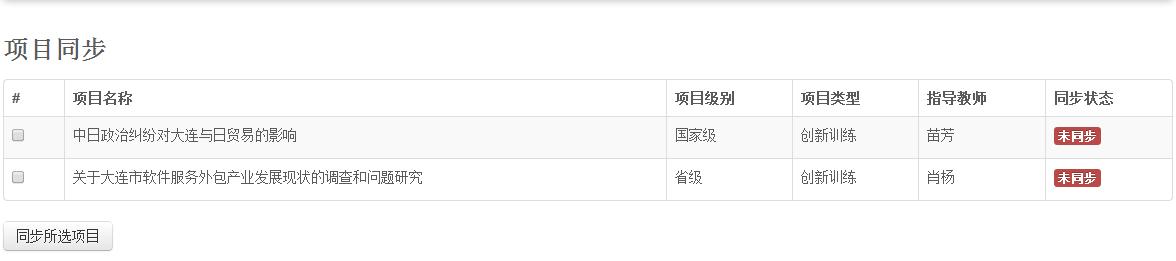 项目同步
# 项目名称 项目级别 项目类型 指导教师 同步状态
中日政治纠纷对大连与日贸易的影响 国家级 创新训练 苗芳 未同步
关于大连市软件服务外包产业发展现状的调查和问题研究 省级 创新训练 肖杨 未同步
同步所选项目